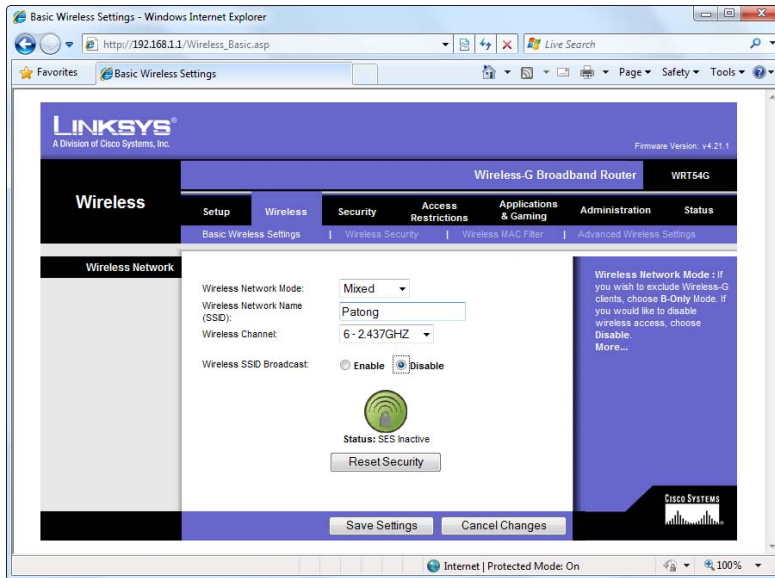 Basic Wireless Settings - Windows Internet Explorer
http://192.168.1.1/Wireless_Basic.asp
Live Search
Favorites
Basic Wireless Settings
Page
Safety
Tools
LINKSYS®
A Division of Cisco Systems, Inc.
Firmware Version: v4.21.1
Wireless-G Broadband Router
WRT54G
Wireless
Setup
Wireless
Security
Access Restrictions
Applications & Gaming
Administration
Status
Basic Wireless Settings | Wireless Security | Wireless MAC Filter | Advanced Wireless Settings
Wireless Network
Wireless Network Mode: Mixed
Wireless Network Name (SSID): Patong
Wireless Channel: 6 - 2.437GHZ
Wireless SSID Broadcast: Enable Disable
Status: SES Inactive
Reset Security
Wireless Network Mode : If
you wish to
exclude Wireless-G
clients, choose B-Only Mode. If
you would like to
disable
wireless access, choose
Disable.
More...
CISCO SYSTEMS
Save Settings
Cancel Changes
Internet | Protected Mode: On
100%